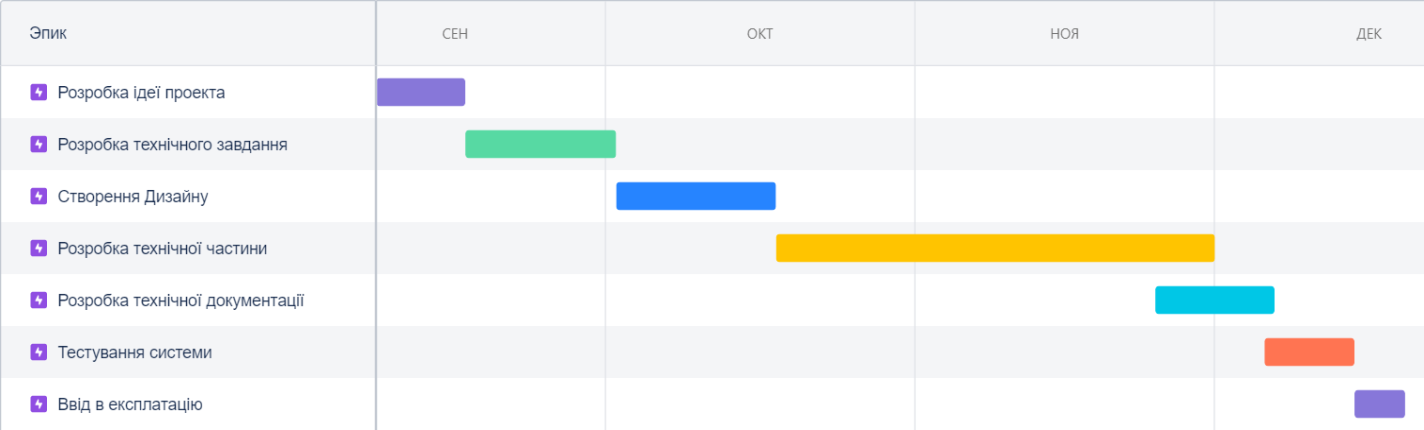 Эпик
СЕН
ОКТ
НОЯ
ДЕК
Розробка ідеї проекта
Розробка технічного завдання
Створення Дизайну
Розробка технічної частини
Розробка технічної документації
Тестування системи
Ввід в експлатацію